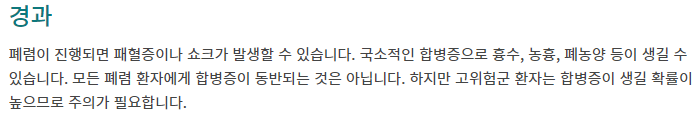 경과
폐렴이 진행되면 패혈증이나 쇼크가 발생할 수 있습니다. 국소적인 합병증으로 흉수, 농흉, 폐농양 등이 생길 수
있습니다. 모든 폐렴 환자에게 합병증이 동반되는 것은 아닙니다. 하지만 고위험군 환자는 합병증이 생길 확률이
높으므로 주의가 필요합니다.